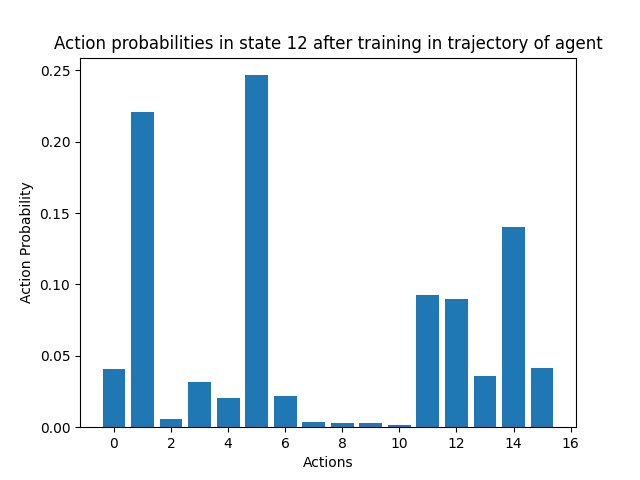 Action probabilities in state 12 after training in trajectory of agent
0.25
0.20
0.15
0.10
0.05
0.00
Action Probability
0 2 4 6 8 10 12 14 16
Actions